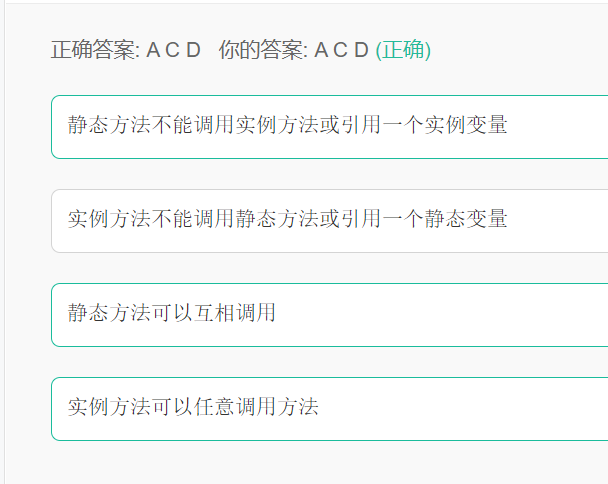 正确答案: A C D 你的答案: A C D (正确)
静态方法不能调用实例方法或引用一个实例变量
实例方法不能调用静态方法或引用一个静态变量
静态方法可以互相调用
实例方法可以任意调用方法